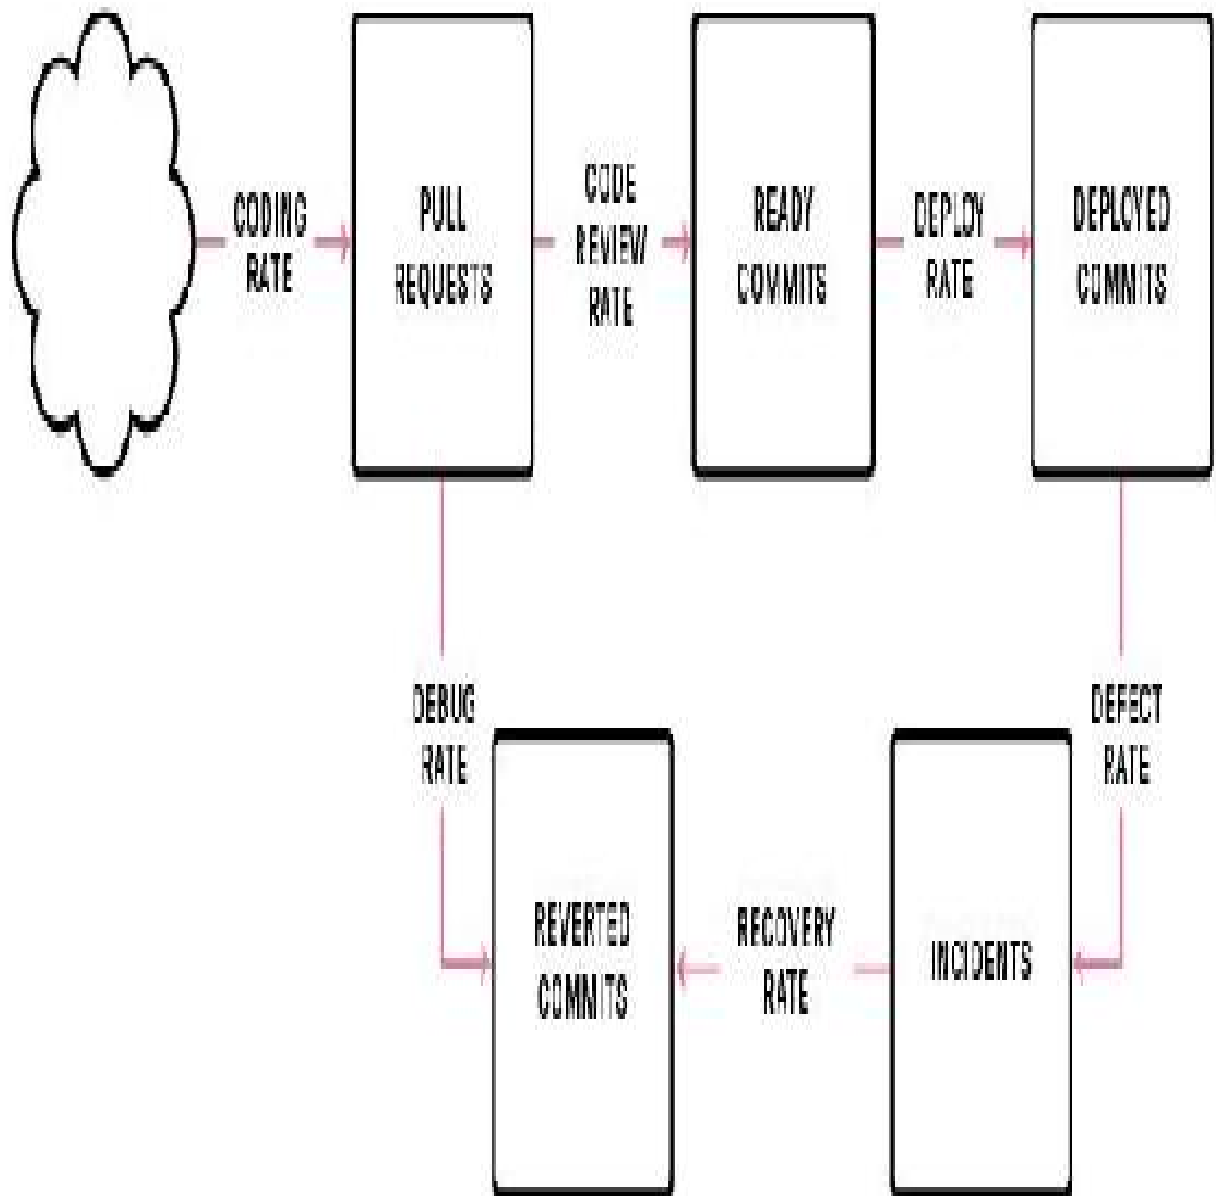 CODING
RATE
PULL
REQUESTS
CODE
REVIEW
RATE
READY
COMMITS
DEPLOY
RATE
DEPLOYED
COMMITS
DEBUG
RATE
DEFECT
RATE
REVERTED
COMMITS
RECOVERY
RATE
INCIDENTS